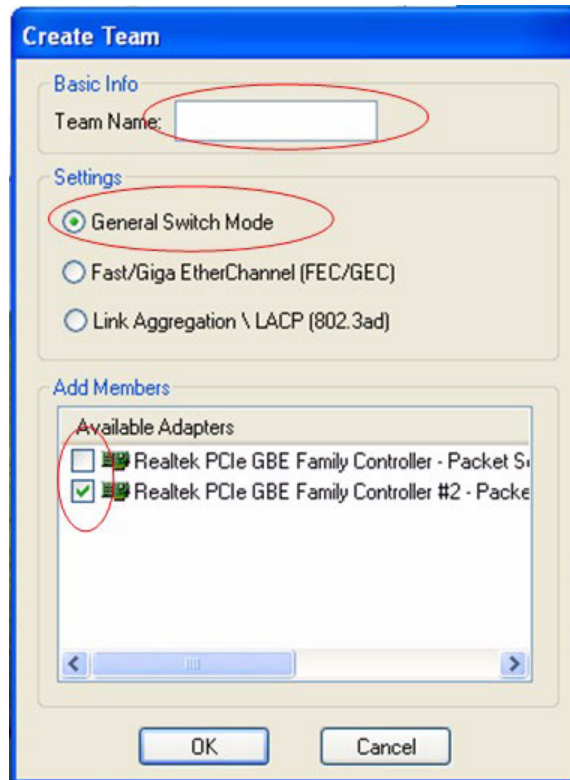 Create Team
Basic Info
Team Name:
Settings
General Switch Mode
Fast/Giga EtherChannel (FEC/GEC)
Link Aggregation \ LACP (802.3ad)
Add Members
Available Adapters
Realtek PCIe GBE Family Controller - Packet S
Realtek PCIe GBE Family Controller #2 - Packe
OK
Cancel